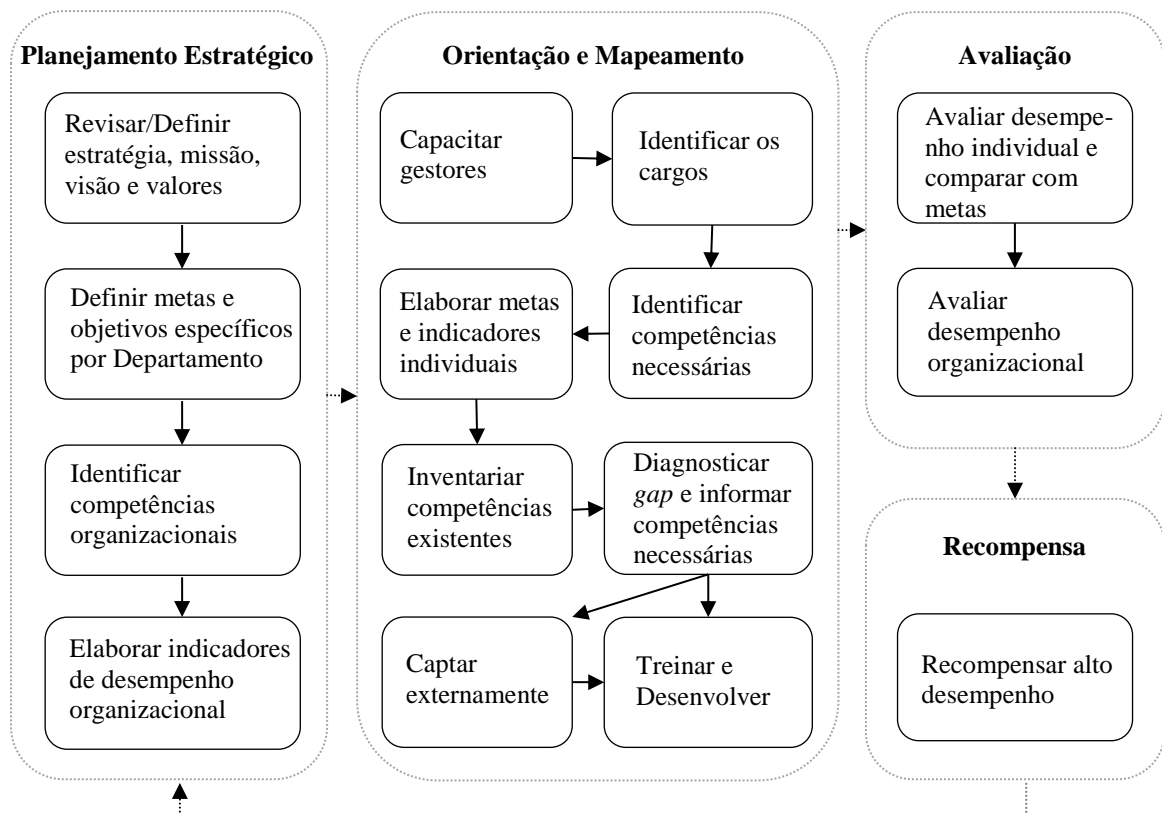 Planejamento Estratégico
Revisar/Definir
estratégia, missão,
visão e valores
Definir metas e
objetivos específicos
por Departamento
Identificar
competências
organizacionais
Elaborar indicadores
de desempenho
organizacional
Orientação e Mapeamento
Capacitar
gestores
Identificar os
cargos
Elaborar metas
e indicadores
individuais
Identificar
competências
necessárias
Inventariar
competências
existentes
Diagnosticar
gap e informar
competências
necessárias
Captar
externamente
Treinar e
Desenvolver
Avaliação
Avaliar desempe-
nho individual e
comparar com
metas
Avaliar
desempenho
organizacional
Recompensa
Recompensar alto
desempenho